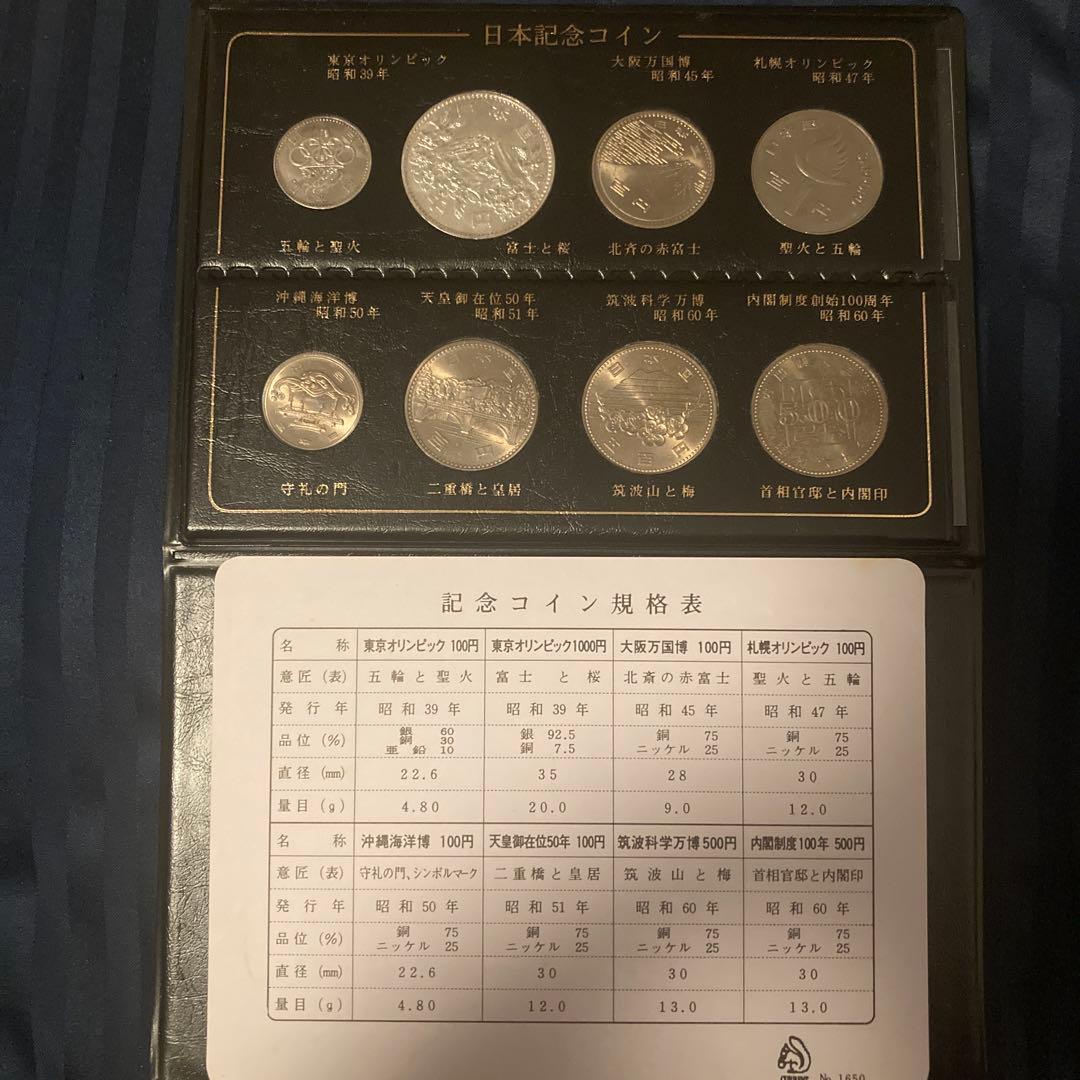 日本記念コイン
東京オリンピック
昭和39年
大阪万国博
昭和45年
札幌オリンピック
昭和47年
五輪と聖火
富士と桜
北斉の赤富士
聖火と五輪
沖縄海洋博
昭和50年
天皇御在位50年
昭和51年
筑波科学万博
昭和60年
内閣制度創始100周年
昭和60年
守礼の門
二重橋と皇居
筑波山と梅
首相官邸と内閣印
記念コイン規格表
名 称 東京オリンピック 100円 東京オリンピック1000円 大阪万国博 100円 札幌オリンピック 100円
意匠(表) 五輪と聖火 富士と桜 北斎の赤富士 聖火と五輪
発行年 昭和39年 昭和39年 昭和45年 昭和47年
品位(%) 銀 60 銅 30 亜鉛 10 銀 92.5 銅 7.5 銅 75 ニッケル 25 銅 75 ニッケル 25
直径(mm) 22.6 35 28 30
量目(g) 4.80 20.0 9.0 12.0
名 称 沖縄海洋博 100円 天皇御在位50年 100円 筑波科学万博500円 内閣制度100年 500円
意匠(表) 守礼の門、シンボルマーク 二重橋と皇居 筑波山と梅 首相官邸と内閣印
発行年 昭和50年 昭和51年 昭和60年 昭和60年
品位(%) 銅 75 ニッケル 25 銅 75 ニッケル 25 銅 75 ニッケル 25 銅 75 ニッケル 25
直径(mm) 22.6 30 30 30
量目(g) 4.80 12.0 13.0 13.0
No 1650